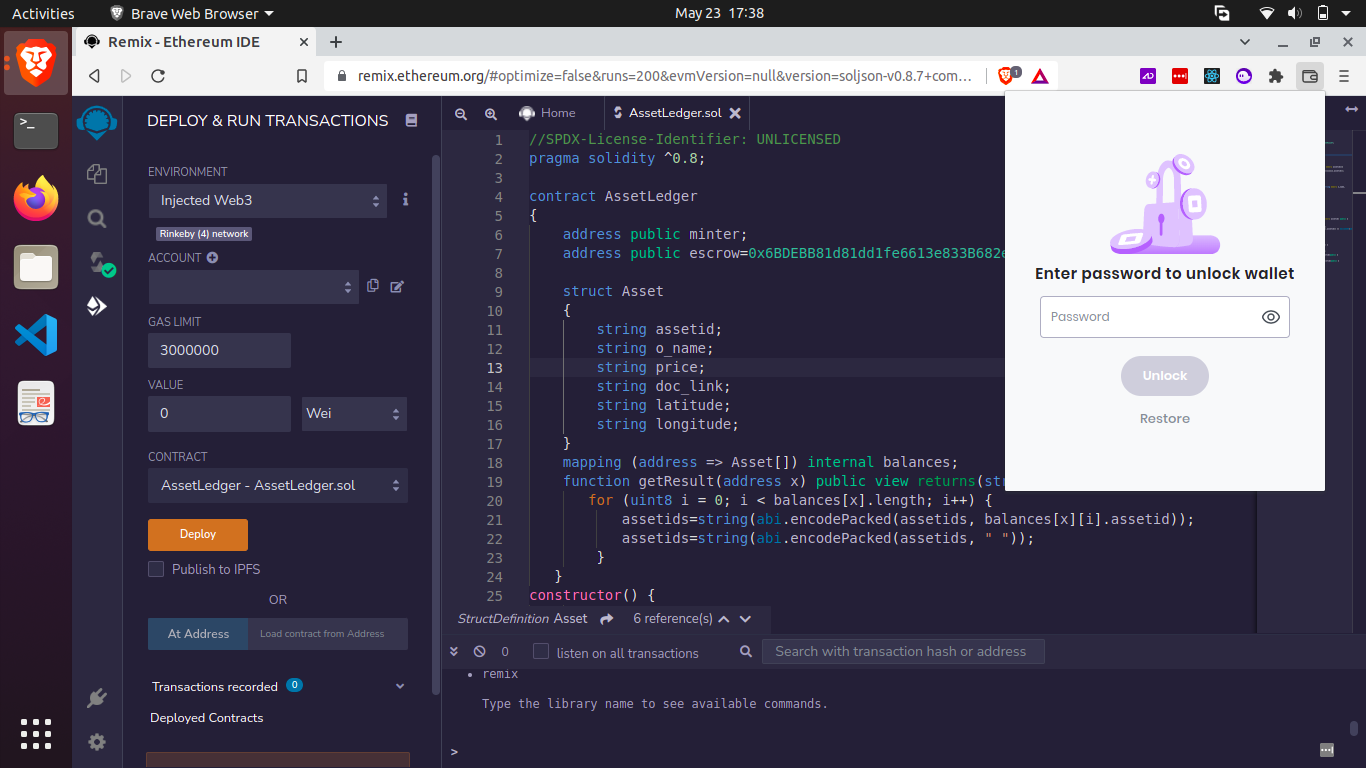 Activities
Brave Web Browser
May 23 17:38
Remix - Ethereum IDE
remix.ethereum.org/#optimize=false&runs=200&evmVersion=null&version=soljson-v0.8.7+com…
1
DEPLOY & RUN TRANSACTIONS
ENVIRONMENT
Injected Web3
Rinkeby (4) network
ACCOUNT
GAS LIMIT
3000000
VALUE
0
Wei
CONTRACT
AssetLedger - AssetLedger.sol
Deploy
Publish to IPFS
OR
At Address
Load contract from Address
Transactions recorded 0
Deployed Contracts
Home
AssetLedger.sol
1 //SPDX-License-Identifier: UNLICENSED
2 pragma solidity ^0.8;
3
4 contract AssetLedger
5 {
6 address public minter;
7 address public escrow=0x6BDEBB81d81dd1fe6613e833B682e
8
9 struct Asset
10 {
11 string assetid;
12 string o_name;
13 string price;
14 string doc_link;
15 string latitude;
16 string longitude;
17 }
18 mapping (address => Asset[]) internal balances;
19 function getResult(address x) public view returns(str
20 for (uint8 i = 0; i < balances[x].length; i++) {
21 assetids=string(abi.encodePacked(assetids, balances[x][i].assetid));
22 assetids=string(abi.encodePacked(assetids, " "));
23 }
24 }
25 constructor() {
StructDefinition Asset
6 reference(s)
0
listen on all transactions
Search with transaction hash or address
• remix
Type the library name to see available commands.
>
Enter password to unlock wallet
Password
Unlock
Restore